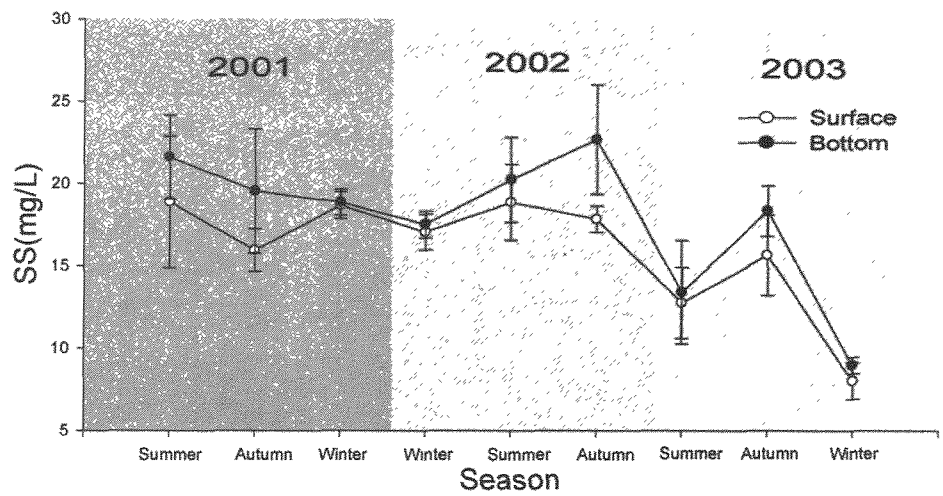 30
2001
2002
2003
25
Surface
Bottom
20
SS(mg/L)
15
10
5
Summer Autumn Winter Winter Summer Autumn Summer Autumn Winter
Season